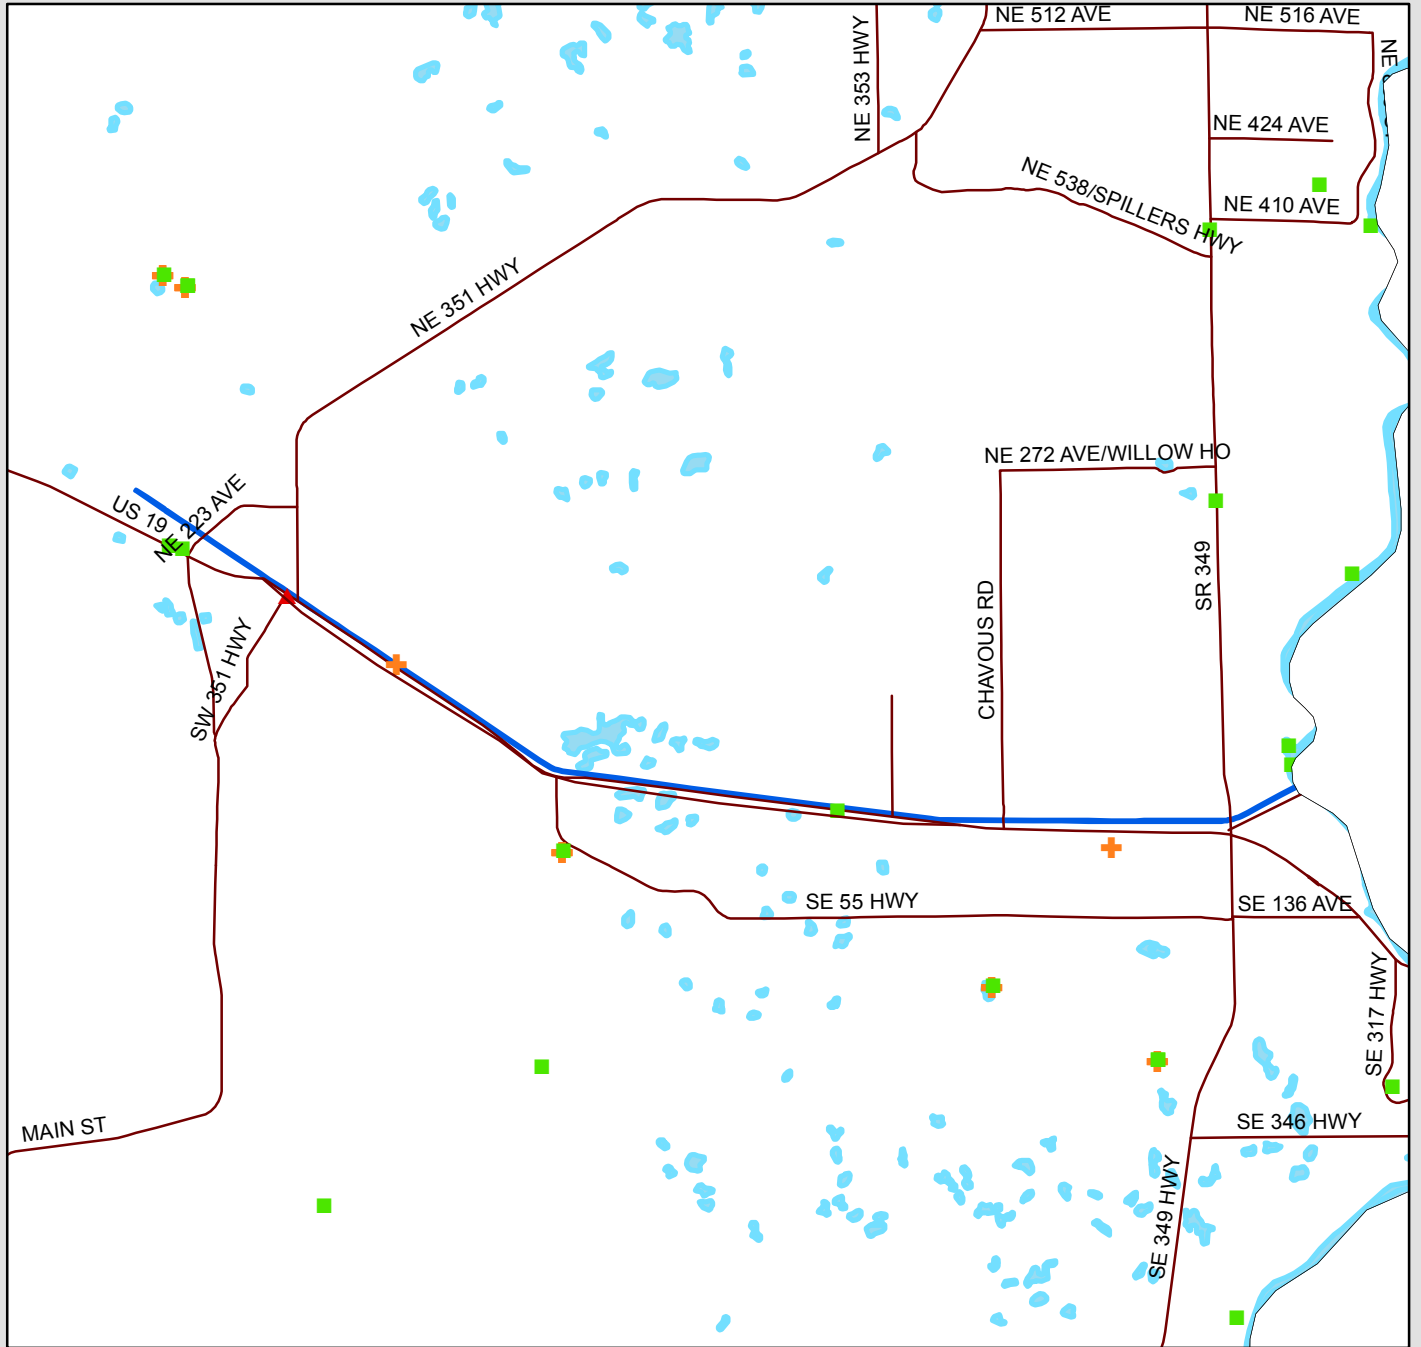 NE 512 AVE
NE 516 AVE
NE 353 HWY
NE
NE 424 AVE
NE 538/SPILLERS HWY
NE 410 AVE
NE 351 HWY
NE 272 AVE/WILLOW HO
US 19
NE 223 AVE
SR 349
CHAVOUS RD
SW 351 HWY
SE 55 HWY
SE 136 AVE
SE 317 HWY
MAIN ST
SE 346 HWY
SE 349 HWY